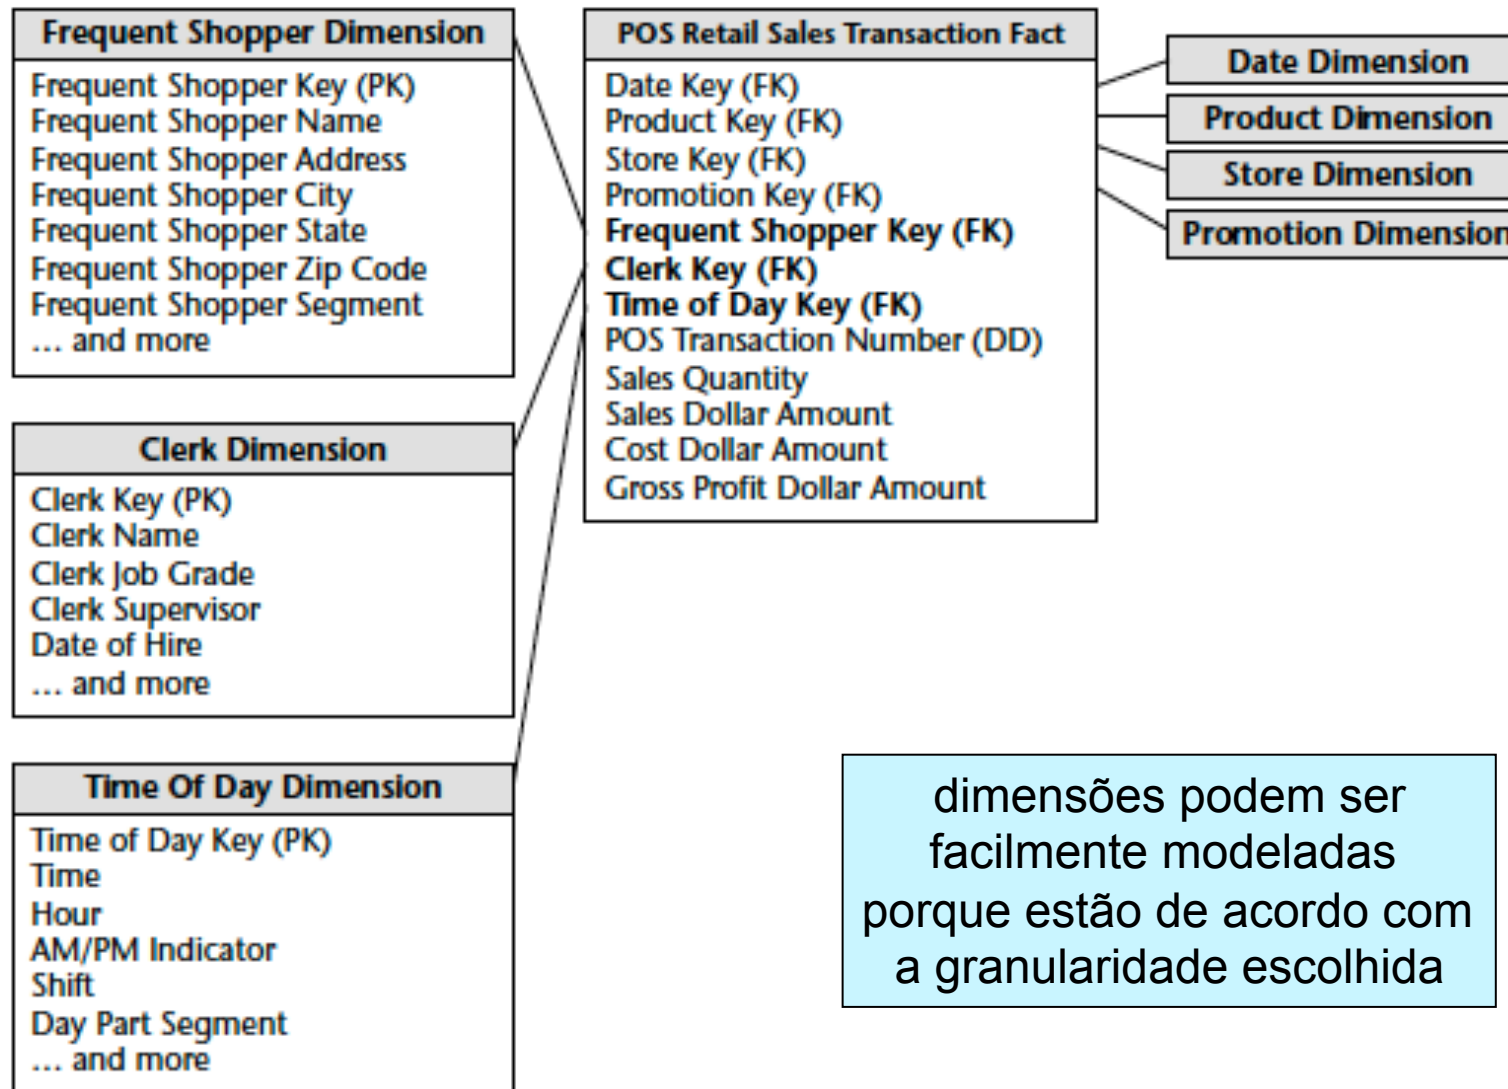 Frequent Shopper Dimension
Frequent Shopper Key (PK)
Frequent Shopper Name
Frequent Shopper Address
Frequent Shopper City
Frequent Shopper State
Frequent Shopper Zip Code
Frequent Shopper Segment
... and more
Clerk Dimension
Clerk Key (PK)
Clerk Name
Clerk Job Grade
Clerk Supervisor
Date of Hire
... and more
Time Of Day Dimension
Time of Day Key (PK)
Time
Hour
AM/PM Indicator
Shift
Day Part Segment
... and more
POS Retail Sales Transaction Fact
Date Key (FK)
Product Key (FK)
Store Key (FK)
Promotion Key (FK)
Frequent Shopper Key (FK)
Clerk Key (FK)
Time of Day Key (FK)
POS Transaction Number (DD)
Sales Quantity
Sales Dollar Amount
Cost Dollar Amount
Gross Profit Dollar Amount
Date Dimension
Product Dimension
Store Dimension
Promotion Dimension
dimensões podem ser
facilmente modeladas
porque estão de acordo com
a granularidade escolhida